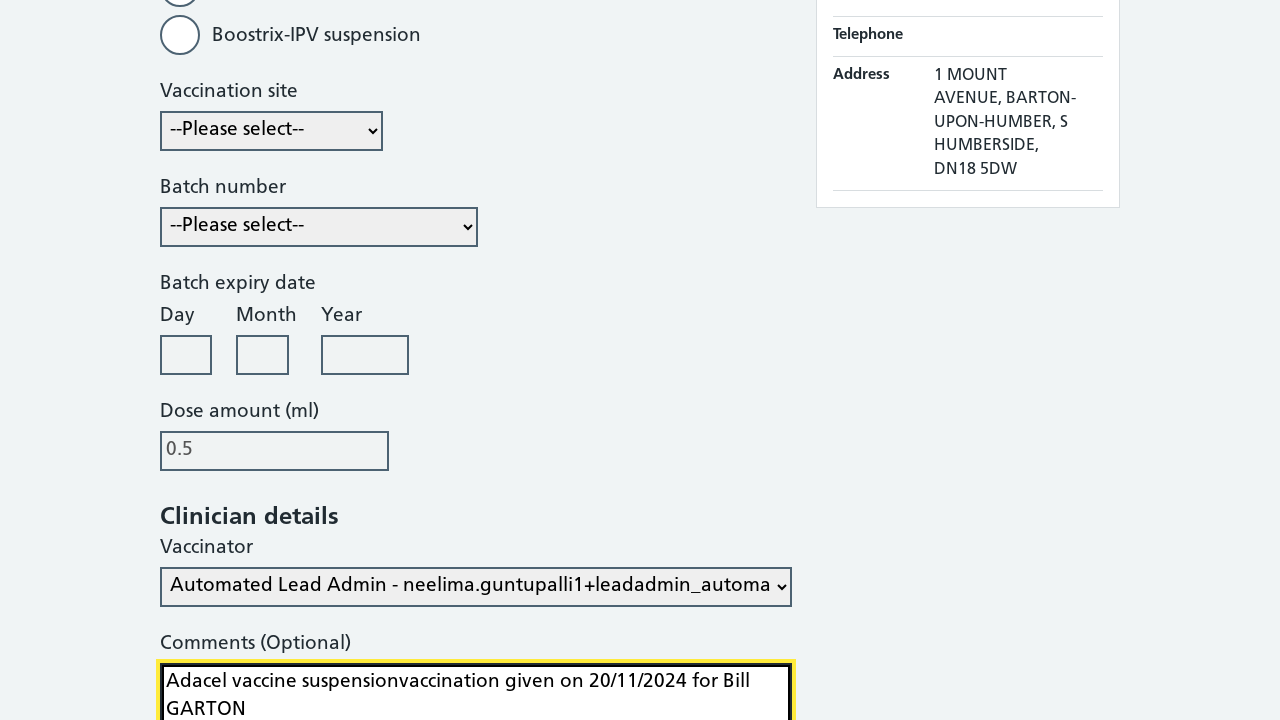 Boostrix-IPV suspension
Vaccination site
--Please select--
Batch number
--Please select--
Batch expiry date
Day Month Year
0.5
Dose amount (ml)
Clinician details
Vaccinator
Automated Lead Admin - neelima.guntupalli1+leadadmin_automa
Comments (Optional)
Adacel vaccine suspensionvaccination given on 20/11/2024 for Bill
GARTON
Telephone
Address
1 MOUNT
AVENUE, BARTON-
UPON-HUMBER, S
HUMBERSIDE,
DN18 5DW